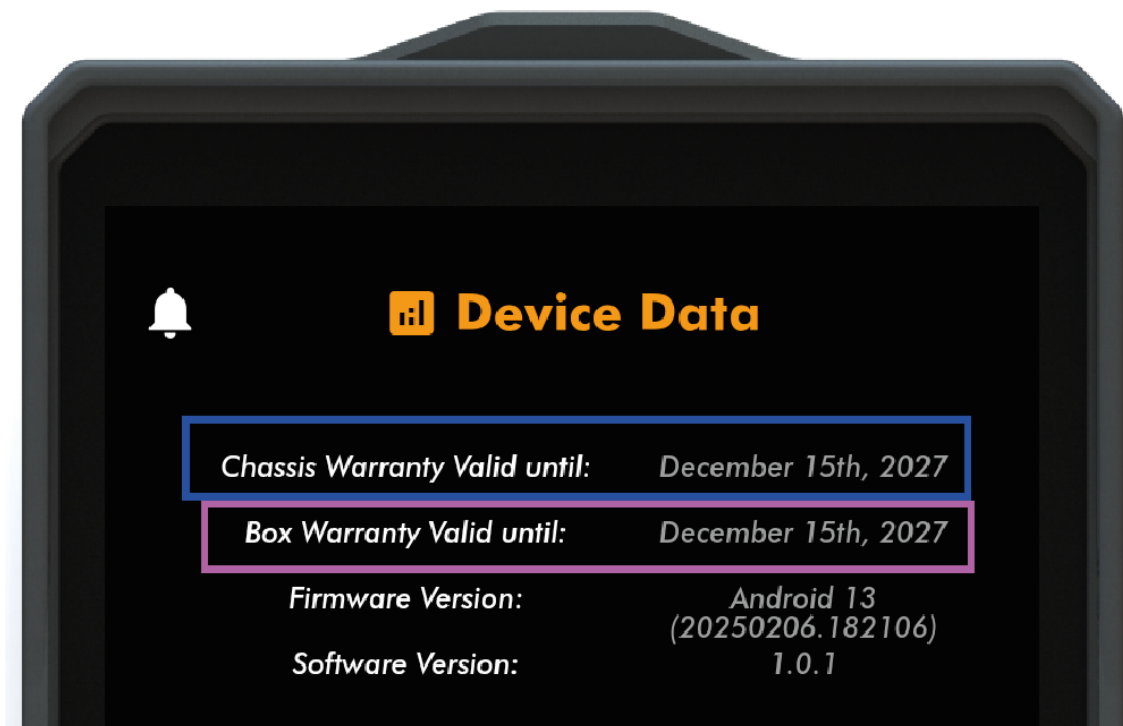 Device Data
Chassis Warranty Valid until: December 15th, 2027
Box Warranty Valid until: December 15th, 2027
Firmware Version: Android 13
(20250206.182106)
Software Version: 1.0.1